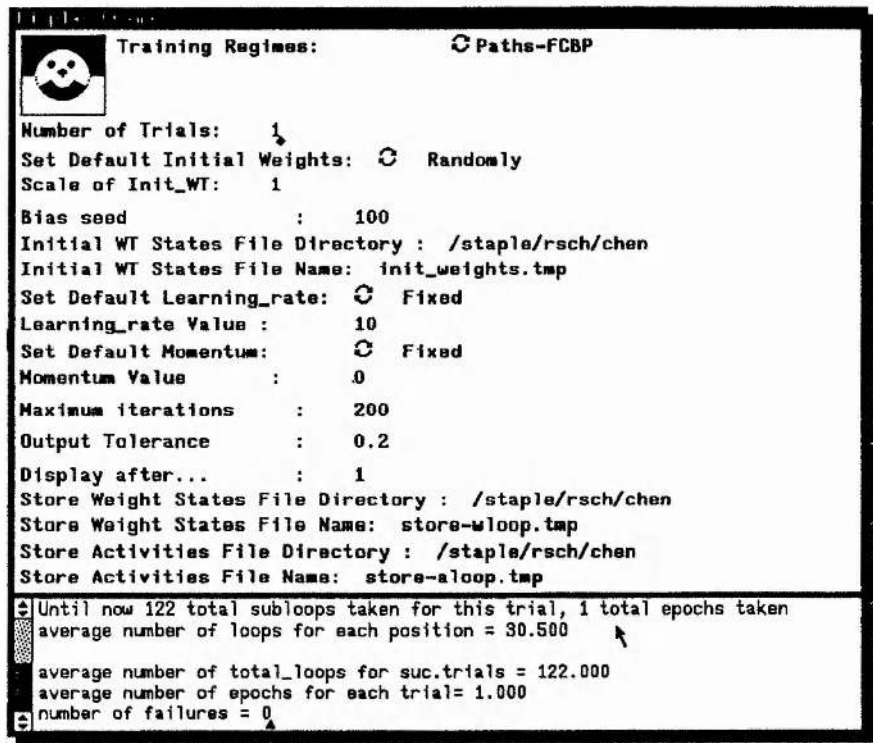 Training Regimes: Paths-FCBP
Number of Trials: 1
Set Default Initial Weights: Randomly
Scale of Init_WT: 1
Bias seed : 100
Initial WT States File Directory : /staple/rsch/chen
Initial WT States File Name: init_weights.tmp
Set Default Learning_rate: Fixed
Learning_rate Value : 10
Set Default Momentum: Fixed
Momentum Value : .0
Maximum iterations : 200
Output Tolerance : 0.2
Display after... : 1
Store Weight States File Directory : /staple/rsch/chen
Store Weight States File Name: store-wloop.tmp
Store Activities File Directory : /staple/rsch/chen
Store Activities File Name: store-aloop.tmp
Until now 122 total subloops taken for this trial, 1 total epochs taken
average number of loops for each position = 30.500
average number of total_loops for suc.trials = 122.000
average number of epochs for each trial= 1.000
number of failures = 0